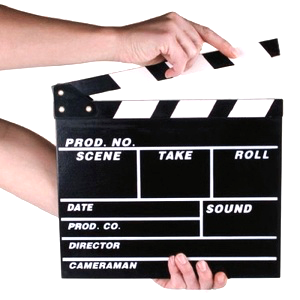 PROD. NO.
SCENE TAKE ROLL
DATE SOUND
PROD. CO.
DIRECTOR
CAMERAMAN